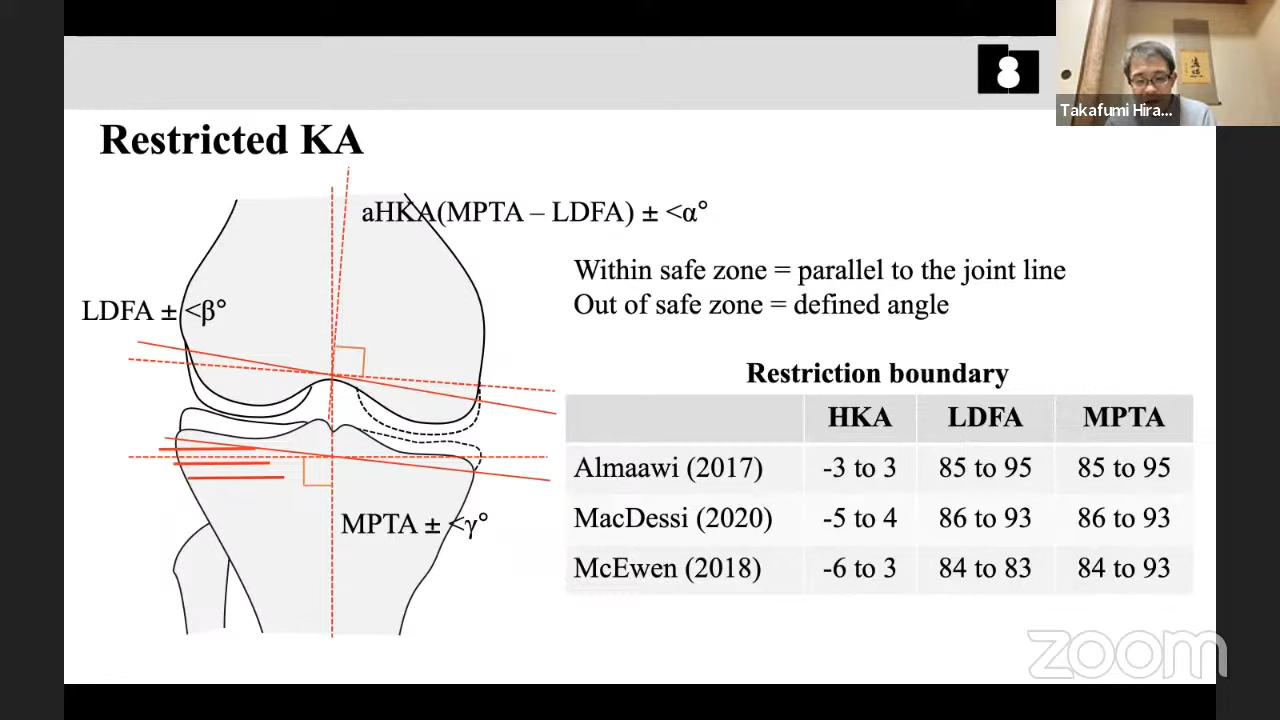 Takafumi Hira...
Restricted KA
aHKA(MPTA – LDFA) ± <α°
Within safe zone = parallel to the joint line
Out of safe zone = defined angle
LDFA ± <β°
Restriction boundary
HKA LDFA MPTA
Almaawi (2017) -3 to 3 85 to 95 85 to 95
MacDessi (2020) -5 to 4 86 to 93 86 to 93
McEwen (2018) -6 to 3 84 to 83 84 to 93
MPTA ± <γ°
zoom